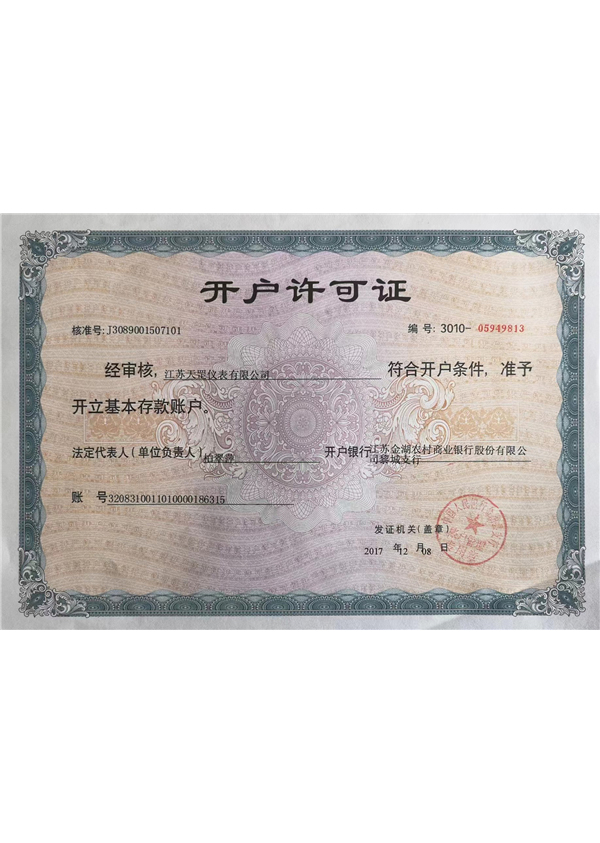 开户许可证
核准号: J3089001507101 编 号: 3010- 05949813
经审核, 江苏天罡仪表有限公司 符合开户条件, 准予
开立基本存款账户。
法定代表人(单位负责人)柏翠萍 开户银行江苏金湖农村商业银行股份有限公
司黎城支行
账 号3208310011010000186315
发证机关(盖章)
2017 年12 月08 日